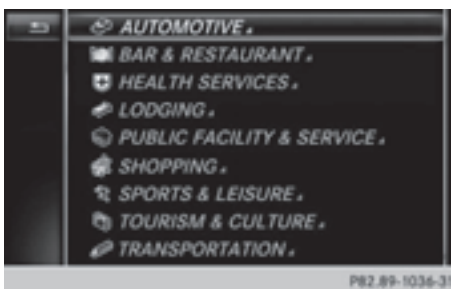 AUTOMOTIVE
BAR & RESTAURANT
HEALTH SERVICES
LODGING
PUBLIC FACILITY & SERVICE
SHOPPING
SPORTS & LEISURE
TOURISM & CULTURE
TRANSPORTATION
P82.89-1036-31